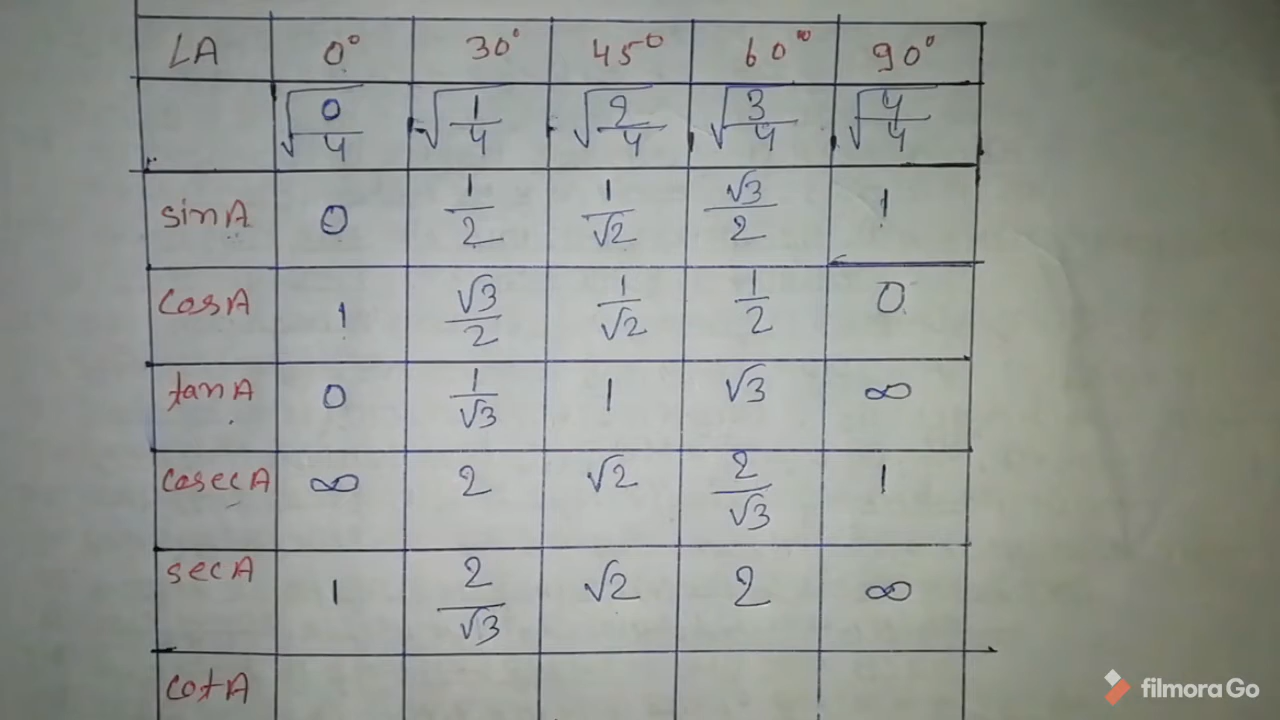 ∠A 0° 30° 45° 60° 90°
√0/4 √1/4 √2/4 √3/4 √4/4
sinA 0 1/2 1/√2 √3/2 1
cosA 1 √3/2 1/√2 1/2 0
tanA 0 1/√3 1 √3 ∞
cosecA ∞ 2 √2 2/√3 1
secA 1 2/√3 √2 2 ∞
cotA
filmoraGo